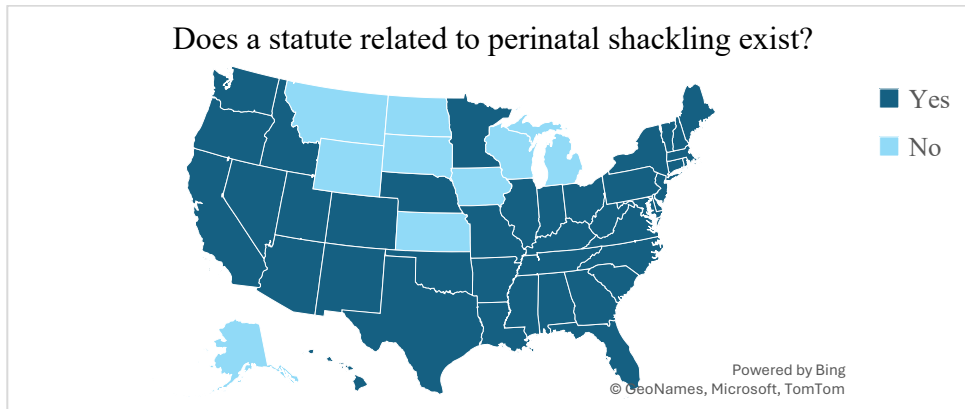 Does a statute related to perinatal shackling exist?
Yes
No
Powered by Bing
© GeoNames, Microsoft, TomTom